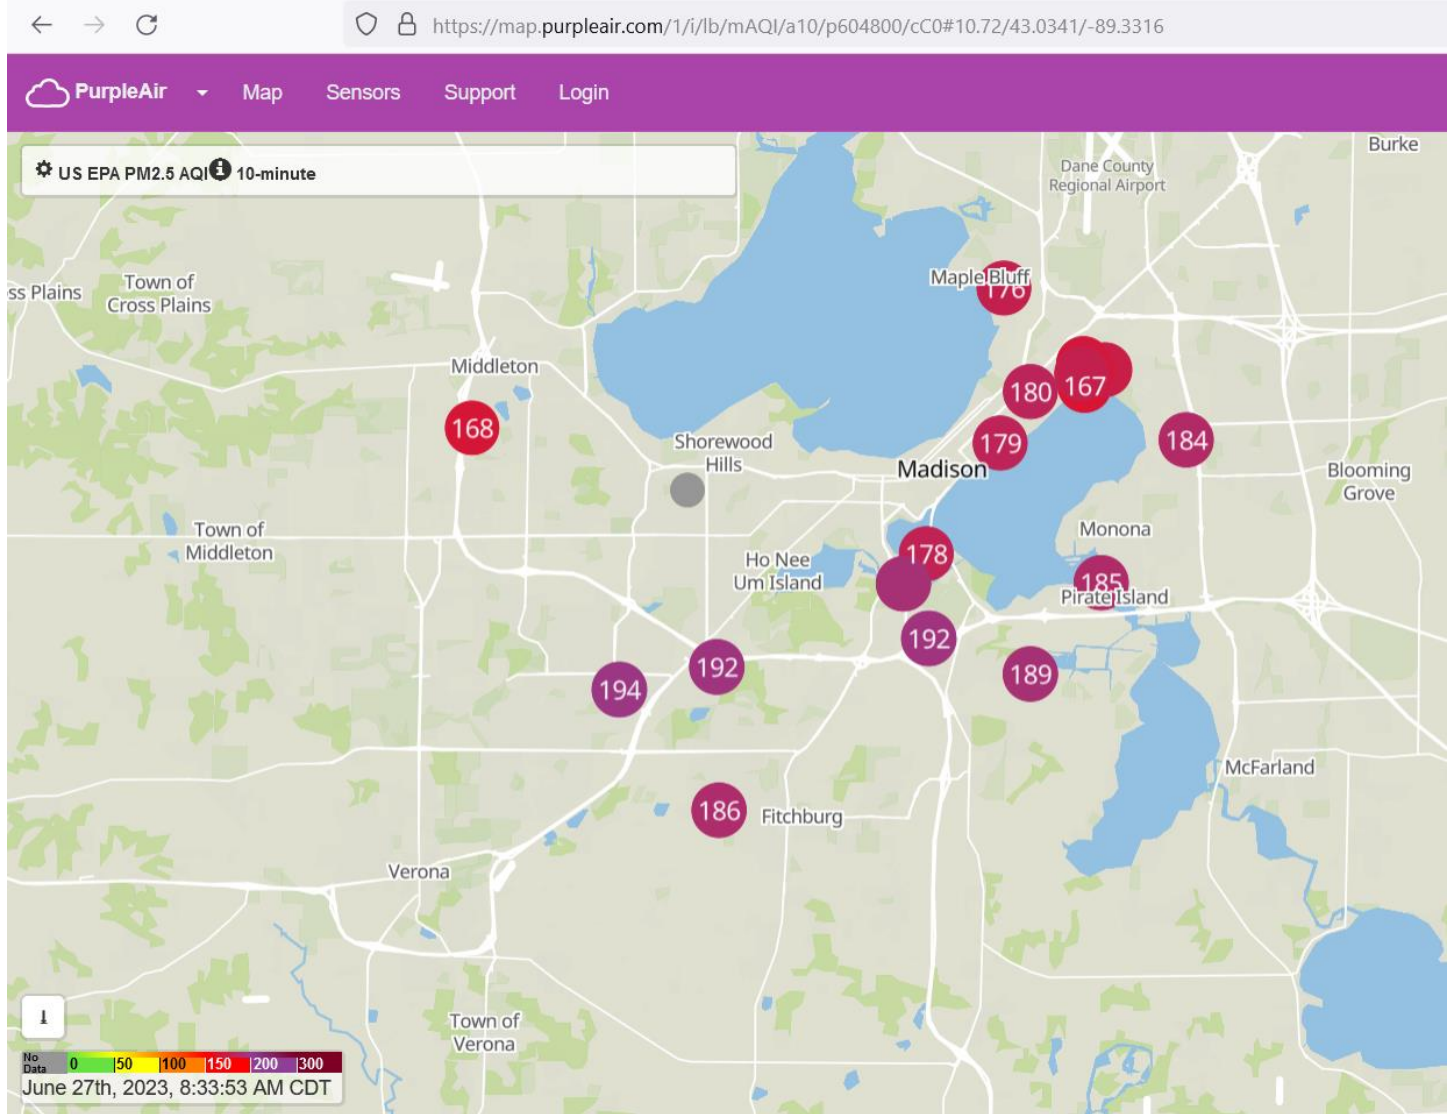 https://map.purpleair.com/1/i/lb/mAQI/a10/p604800/cC0#10.72/43.0341/-89.3316
PurpleAir Map Sensors Support Login
US EPA PM2.5 AQI 10-minute
Burke
Dane County
Regional Airport
Maple Bluff
176
ss Plains
Town of
Cross Plains
Middleton
180
167
168
179
184
Shorewood
Hills
Madison
Blooming
Grove
Town of
Middleton
Monona
Ho Nee
Um Island
178
185
Pirate Island
192
192
194
189
186
Fitchburg
McFarland
Verona
Town of
Verona
No
Data
0 |50 |100 |150 |200 |300
June 27th, 2023, 8:33:53 AM CDT